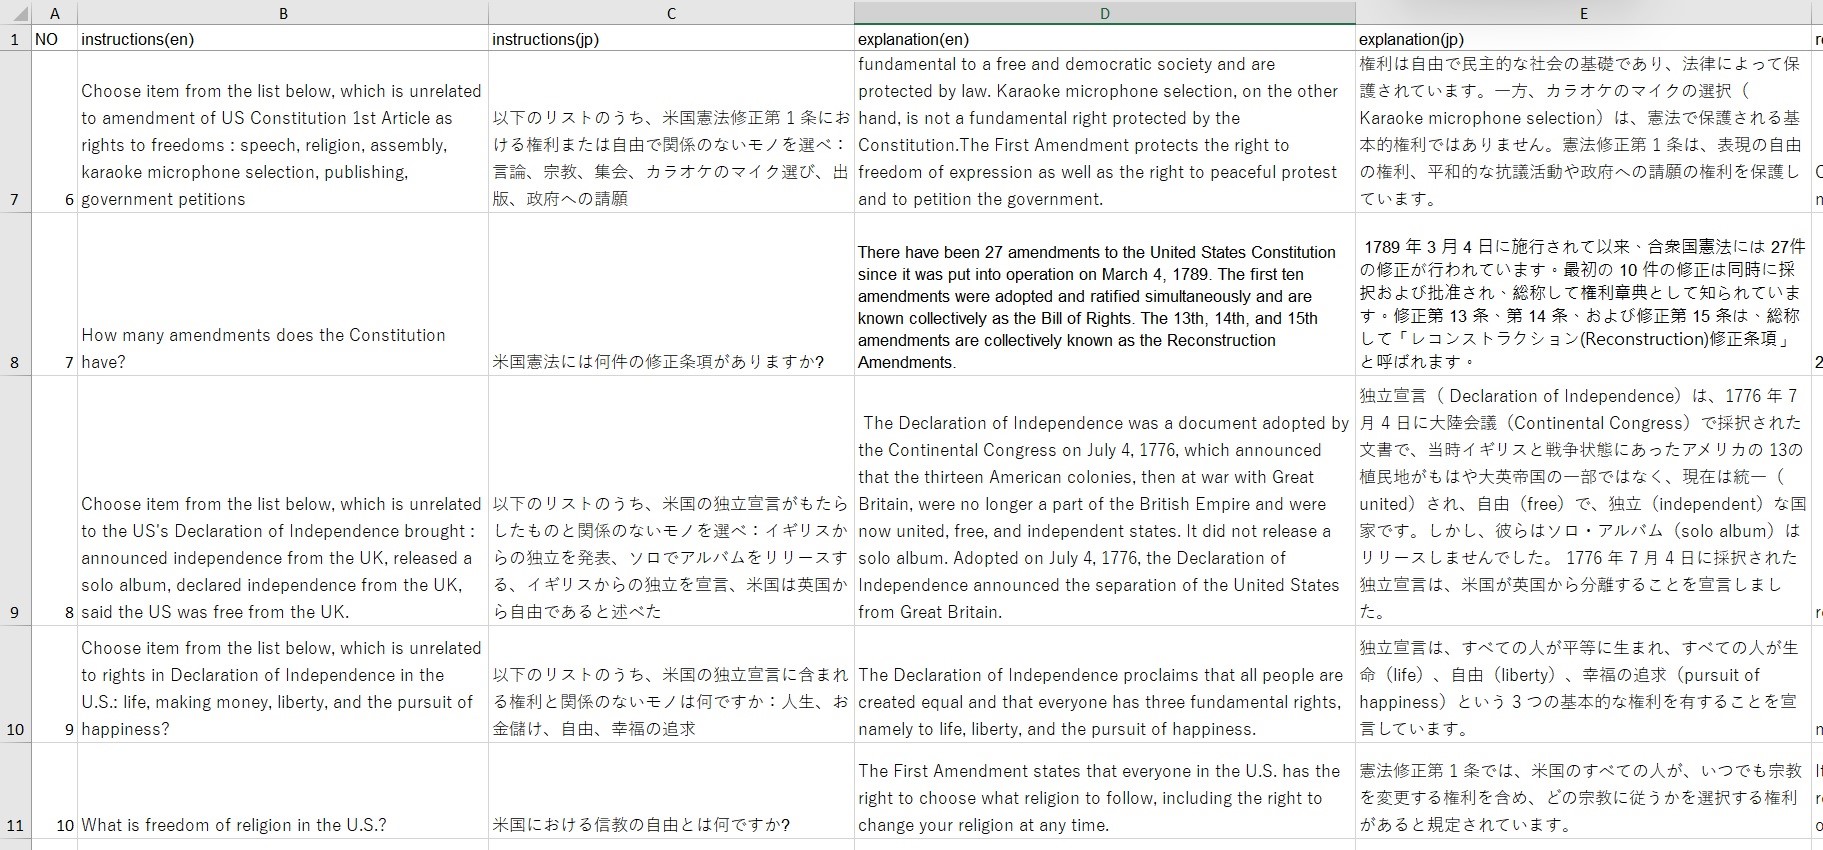 A B C D E
1 NO instructions(en) instructions(jp) explanation(en) explanation(jp)
7
6
Choose item from the list below, which is unrelated
to amendment of US Constitution 1st Article as
rights to freedoms : speech, religion, assembly,
karaoke microphone selection, publishing,
government petitions
以下のリストのうち、米国憲法修正第 1 条にお
ける権利または自由で関係のないモノを選べ：
言論、宗教、集会、カラオケのマイク選び、出
版、政府への請願
fundamental to a free and democratic society and are
protected by law. Karaoke microphone selection, on the other
hand, is not a fundamental right protected by the
Constitution.The First Amendment protects the right to
freedom of expression as well as the right to peaceful protest
and to petition the government.
権利は自由で民主的な社会の基礎であり、法律によって保
護されています。一方、カラオケのマイクの選択（
Karaoke microphone selection）は、憲法で保護される基
本的権利ではありません。憲法修正第 1 条は、表現の自由
の権利、平和的な抗議活動や政府への請願の権利を保護し
ています。
8
7
How many amendments does the Constitution
have?
米国憲法には何件の修正条項がありますか?
There have been 27 amendments to the United States Constitution
since it was put into operation on March 4, 1789. The first ten
amendments were adopted and ratified simultaneously and are
known collectively as the Bill of Rights. The 13th, 14th, and 15th
amendments are collectively known as the Reconstruction
Amendments.
1789 年 3 月 4 日に施行されて以来、合衆国憲法には 27件
の修正が行われています。最初の 10 件の修正は同時に採
択および批准され、総称して権利章典として知られていま
す。修正第 13 条、第 14 条、および修正第 15 条は、総称
して「レコンストラクション(Reconstruction)修正条項」
と呼ばれます。
9
8
Choose item from the list below, which is unrelated
to the US's Declaration of Independence brought :
announced independence from the UK, released a
solo album, declared independence from the UK,
said the US was free from the UK.
以下のリストのうち、米国の独立宣言がもたら
したものと関係のないモノを選べ：イギリスか
らの独立を発表、ソロでアルバムをリリースす
る、イギリスからの独立を宣言、米国は英国か
ら自由であると述べた
The Declaration of Independence was a document adopted by
the Continental Congress on July 4, 1776, which announced
that the thirteen American colonies, then at war with Great
Britain, were no longer a part of the British Empire and were
now united, free, and independent states. It did not release a
solo album. Adopted on July 4, 1776, the Declaration of
Independence announced the separation of the United States
from Great Britain.
独立宣言（ Declaration of Independence）は、1776 年 7
月 4 日に大陸会議（Continental Congress）で採択された
文書で、当時イギリスと戦争状態にあったアメリカの 13の
植民地がもはや大英帝国の一部ではなく、現在は統一（
united）され、自由（free）で、独立（independent）な国
家です。しかし、彼らはソロ・アルバム（solo album）は
リリースしませんでした。 1776 年 7 月 4 日に採択された
独立宣言は、米国が英国から分離することを宣言しまし
た。
10
9
Choose item from the list below, which is unrelated
to rights in Declaration of Independence in the
U.S.: life, making money, liberty, and the pursuit of
happiness?
以下のリストのうち、米国の独立宣言に含まれ
る権利と関係のないモノは何ですか：人生、お
金儲け、自由、幸福の追求
The Declaration of Independence proclaims that all people are
created equal and that everyone has three fundamental rights,
namely to life, liberty, and the pursuit of happiness.
独立宣言は、すべての人が平等に生まれ、すべての人が生
命（life）、自由（liberty）、幸福の追求（pursuit of
happiness）という 3 つの基本的な権利を有することを宣
言しています。
11
10
What is freedom of religion in the U.S.?
米国における信教の自由とは何ですか?
The First Amendment states that everyone in the U.S. has the
right to choose what religion to follow, including the right to
change your religion at any time.
憲法修正第 1 条では、米国のすべての人が、いつでも宗教
を変更する権利を含め、どの宗教に従うかを選択する権利
があると規定されています。